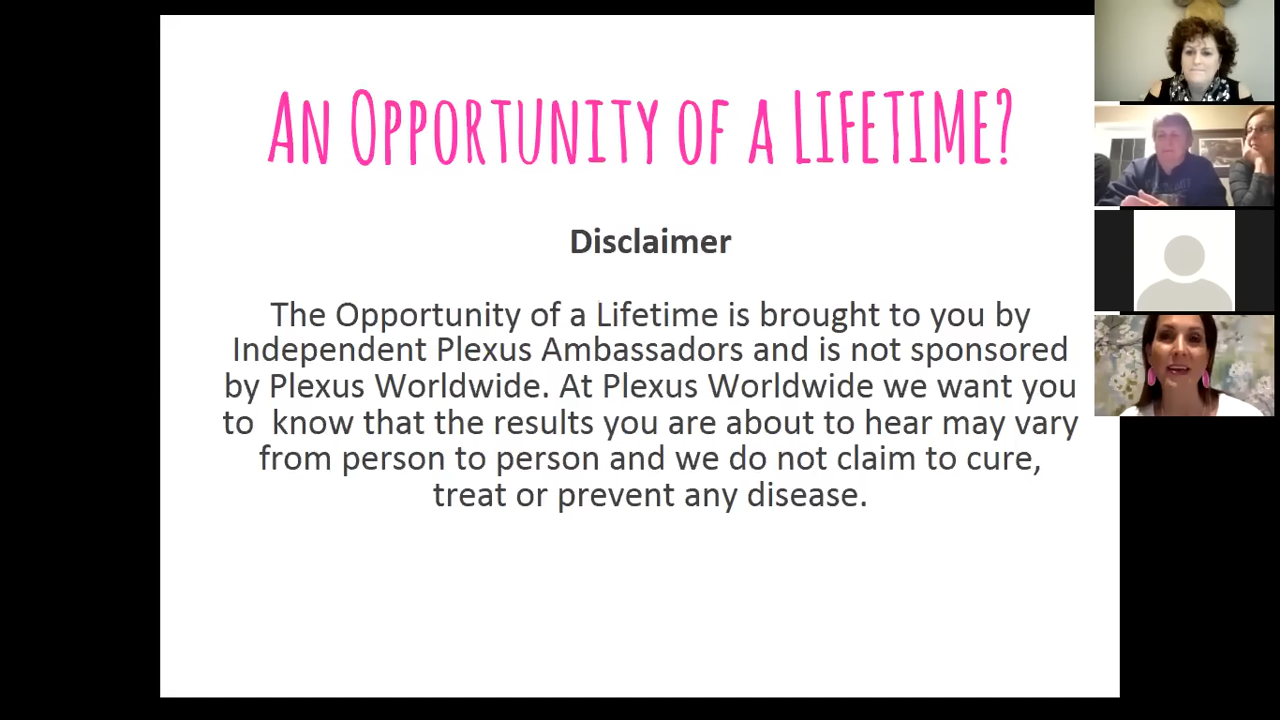 An Opportunity of a LIFETIME?
Disclaimer
The Opportunity of a Lifetime is brought to you by
Independent Plexus Ambassadors and is not sponsored
by Plexus Worldwide. At Plexus Worldwide we want you
to  know that the results you are about to hear may vary
from person to person and we do not claim to cure,
treat or prevent any disease.